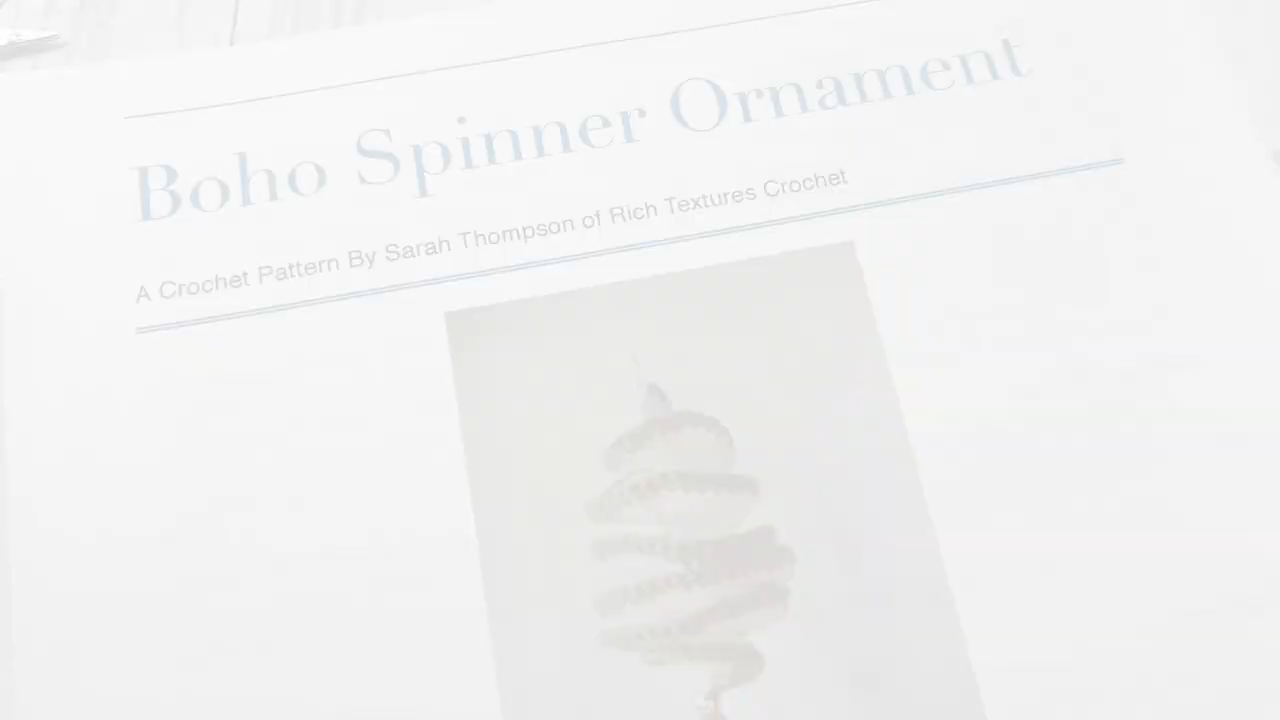 Boho Spinner Ornament
A Crochet Pattern By Sarah Thompson of Rich Textures Crochet